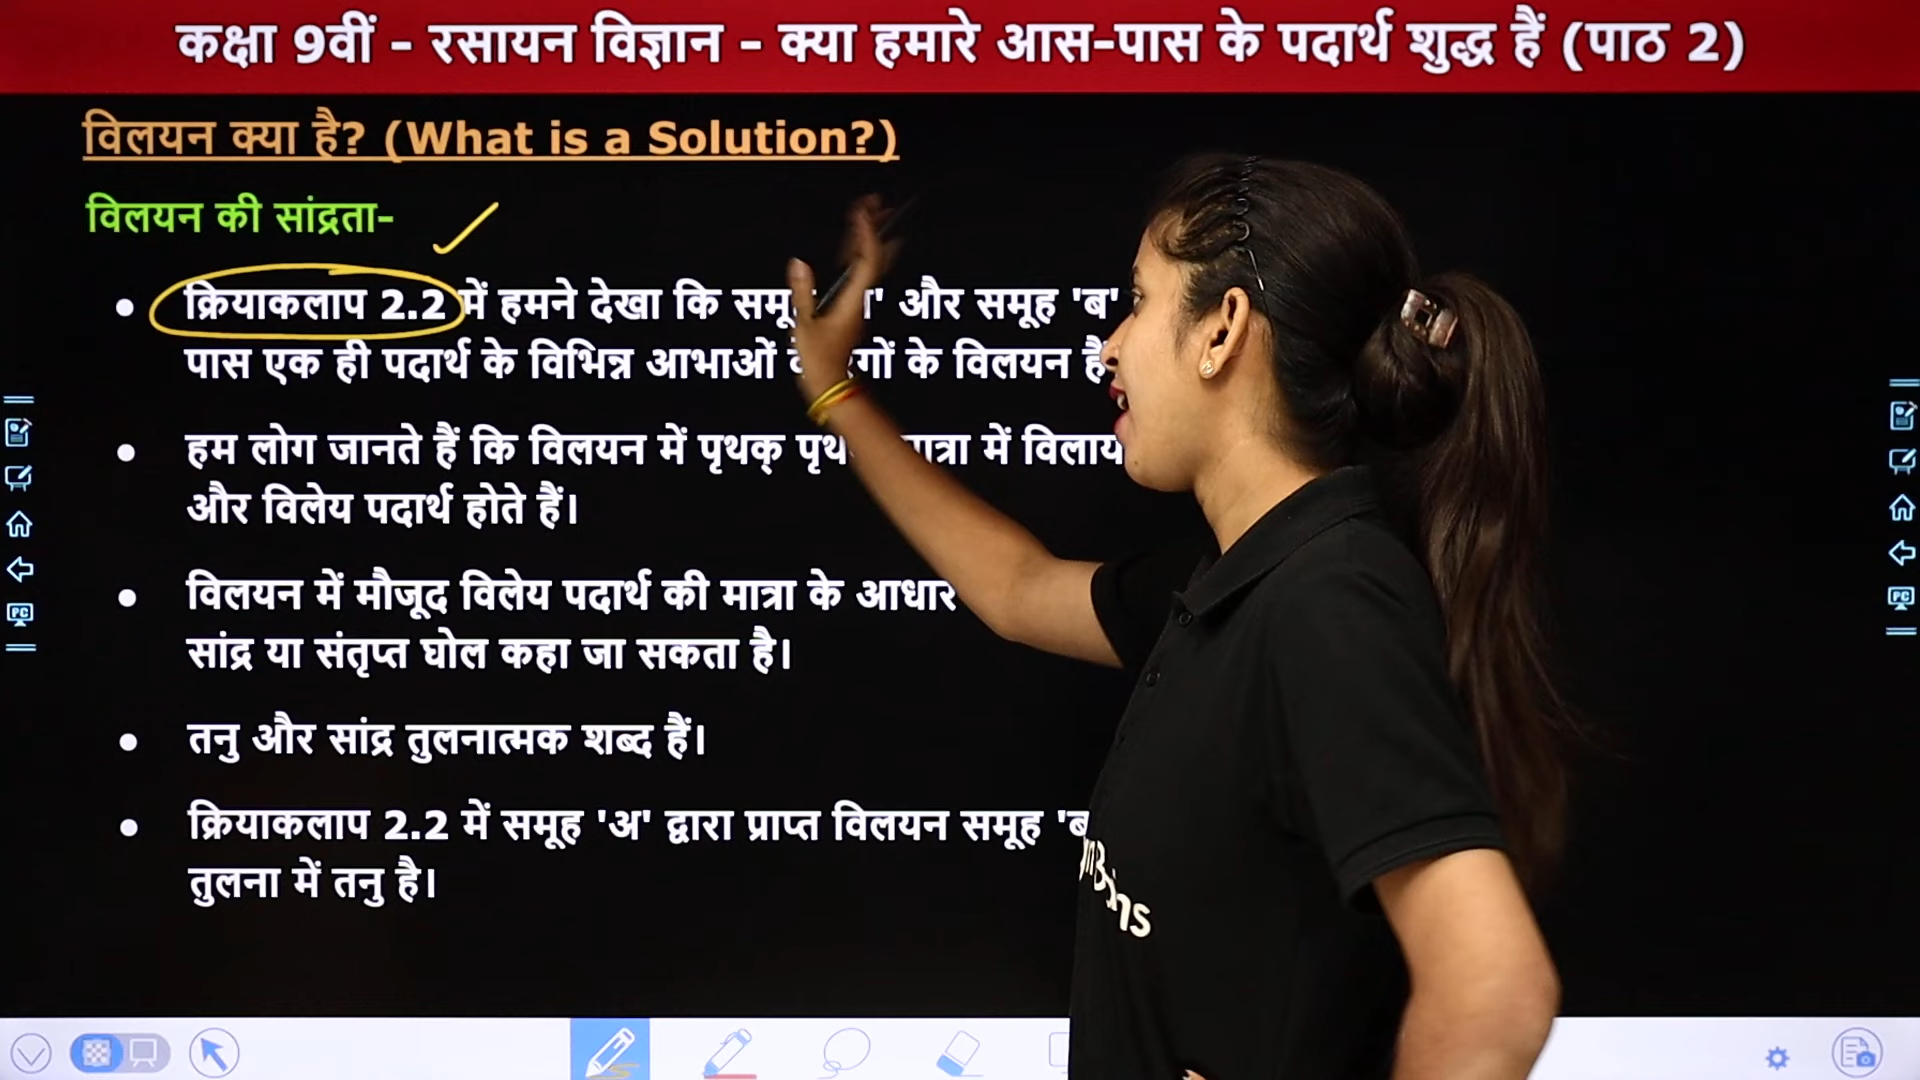 कक्षा 9वीं - रसायन विज्ञान - क्या हमारे आस-पास के पदार्थ शुद्ध हैं (पाठ 2)
विलयन क्या है? (What is a Solution?)
विलयन की सांद्रता-
क्रियाकलाप 2.2 में हमने देखा कि और समूह 'ब'
पास एक ही पदार्थ के विभिन्न आभाओं के विलयन हैं
हम लोग जानते हैं कि विलयन में पृथक् में
और विलेय पदार्थ होते हैं।
विलयन में मौजूद विलेय पदार्थ की मात्रा के आधार
सांद्र या संतृप्त घोल कहा जा सकता है।
तनु और सांद्र तुलनात्मक शब्द हैं।
क्रियाकलाप 2.2 में समूह 'अ' द्वारा प्राप्त विलयन समूह 'ब
तुलना में तनु है।
PC
PC